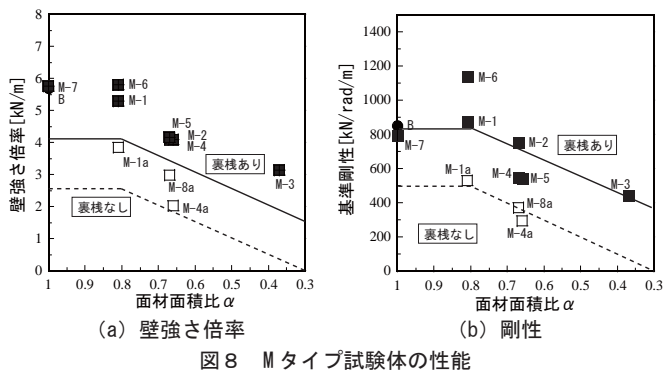 壁強さ倍率[kN/m]
8
7
6
5
4
3
2
1
0
M-7
B
M-6
M-1
M-5
M-2
M-4
M-1a
裏桟あり
M-8a
M-3
裏桟なし
M-4a
1 0.9 0.8 0.7 0.6 0.5 0.4 0.3
面材面積比α
(a) 壁強さ倍率
基準剛性[kN/rad/m]
1400
1200
1000
800
600
400
200
0
M-6
B
M-1
M-7
M-2
裏桟あり
M-1a
M-4
M-5
M-3
M-8a
裏桟なし
M-4a
1 0.9 0.8 0.7 0.6 0.5 0.4 0.3
面材面積比α
(b) 剛性
図8 Mタイプ試験体の性能